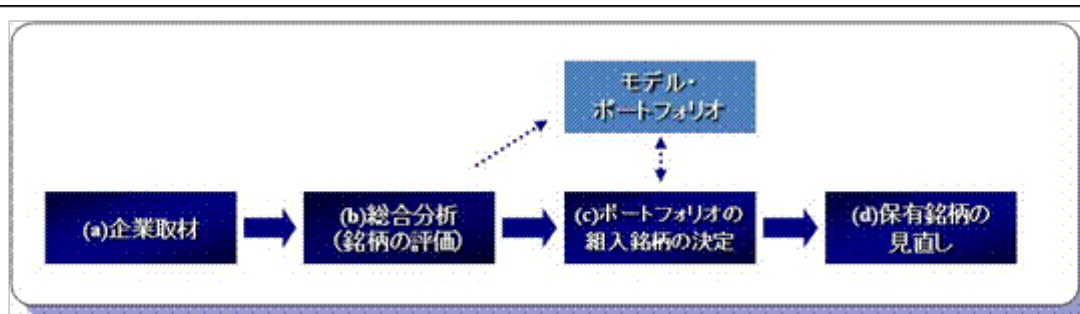 モデル・
ポートフォリオ
(a)企業取材
(b)総合分析
(銘柄の評価)
(c)ポートフォリオの
組入銘柄の決定
(d)保有銘柄の
見直し